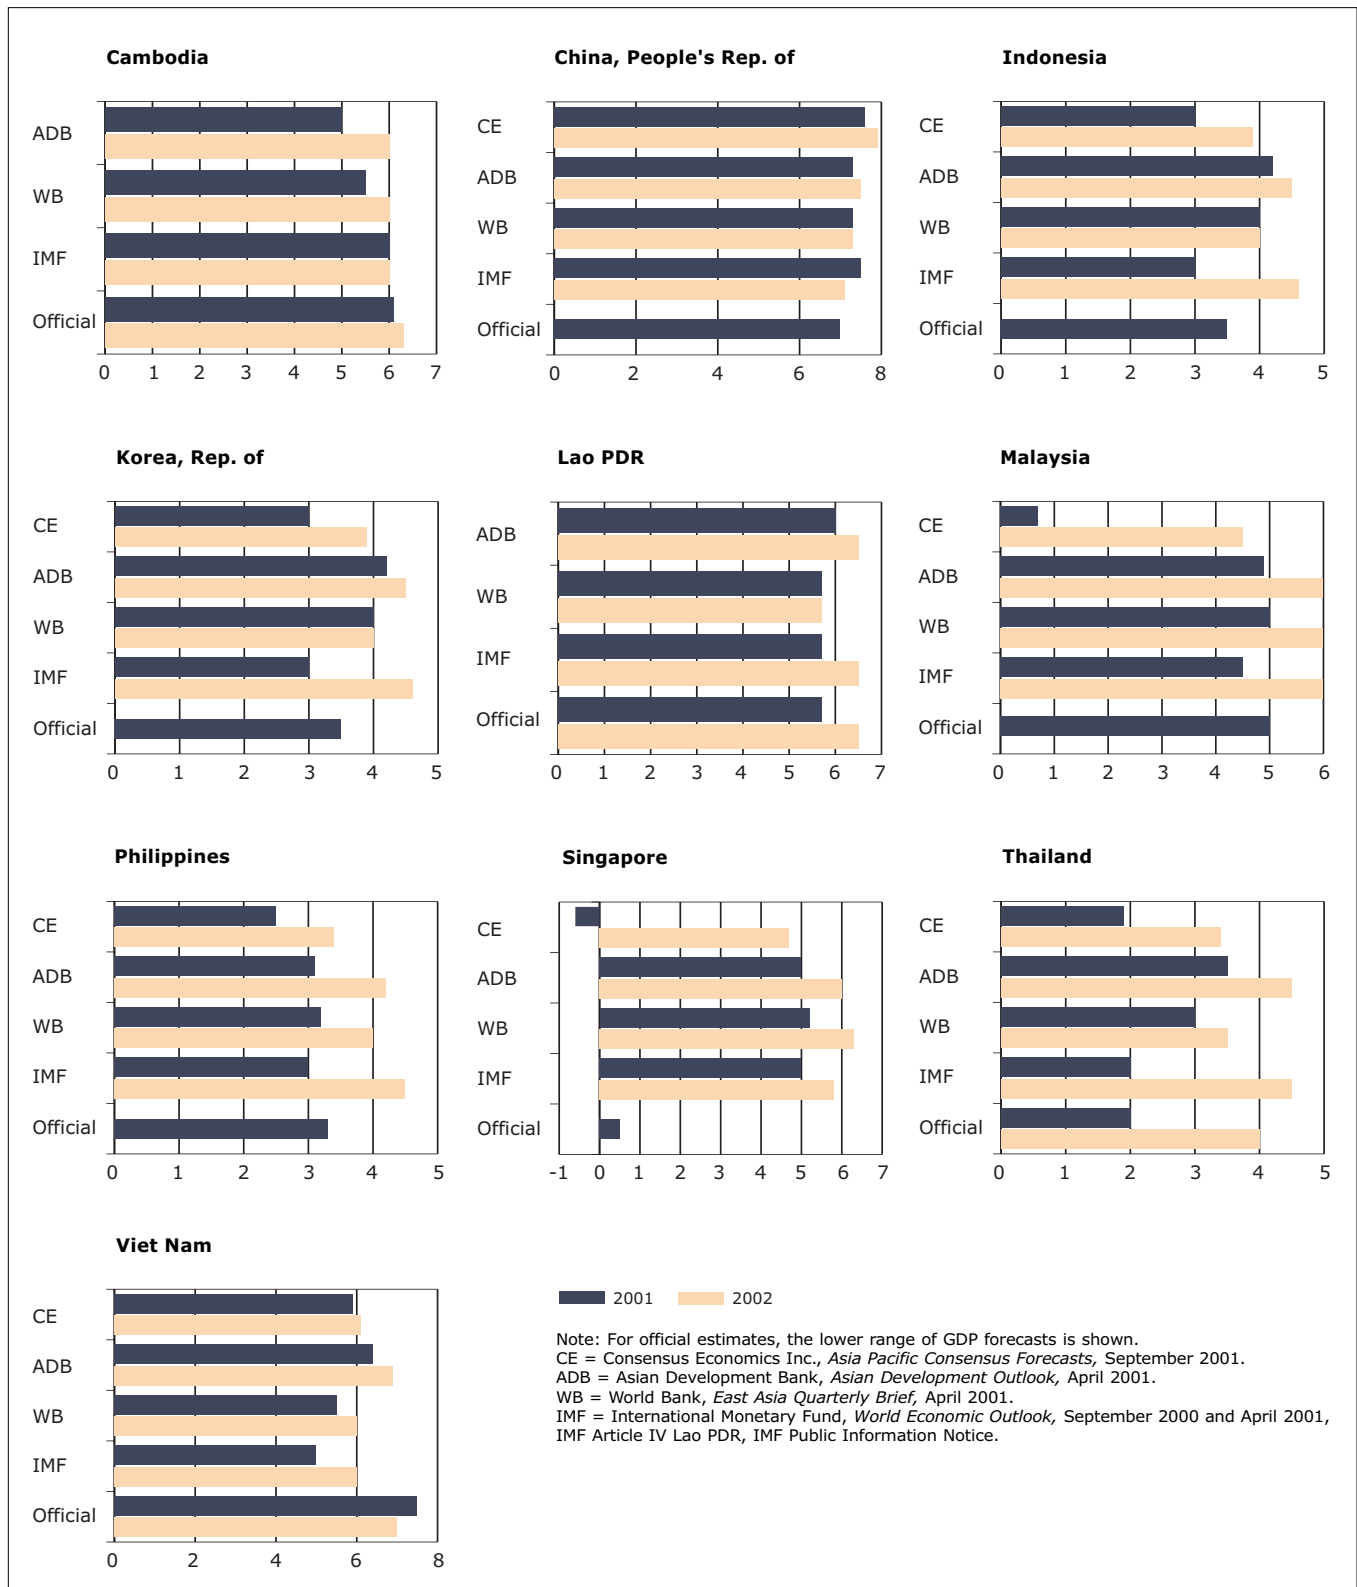 Cambodia
ADB
WB
IMF
Official
0 1 2 3 4 5 6 7
China, People's Rep. of
CE
ADB
WB
IMF
Official
0 2 4 6 8
Indonesia
CE
ADB
WB
IMF
Official
0 1 2 3 4 5
Korea, Rep. of
CE
ADB
WB
IMF
Official
0 1 2 3 4 5
Lao PDR
ADB
WB
IMF
Official
0 1 2 3 4 5 6 7
Malaysia
CE
ADB
WB
IMF
Official
0 1 2 3 4 5 6
Philippines
CE
ADB
WB
IMF
Official
0 1 2 3 4 5
Singapore
CE
ADB
WB
IMF
Official
-1 0 1 2 3 4 5 6 7
Thailand
CE
ADB
WB
IMF
Official
0 1 2 3 4 5
Viet Nam
CE
ADB
WB
IMF
Official
0 2 4 6 8
2001 2002
Note: For official estimates, the lower range of GDP forecasts is shown.
CE = Consensus Economics Inc., Asia Pacific Consensus Forecasts, September 2001.
ADB = Asian Development Bank, Asian Development Outlook, April 2001.
WB = World Bank, East Asia Quarterly Brief, April 2001.
IMF = International Monetary Fund, World Economic Outlook, September 2000 and April 2001,
IMF Article IV Lao PDR, IMF Public Information Notice.